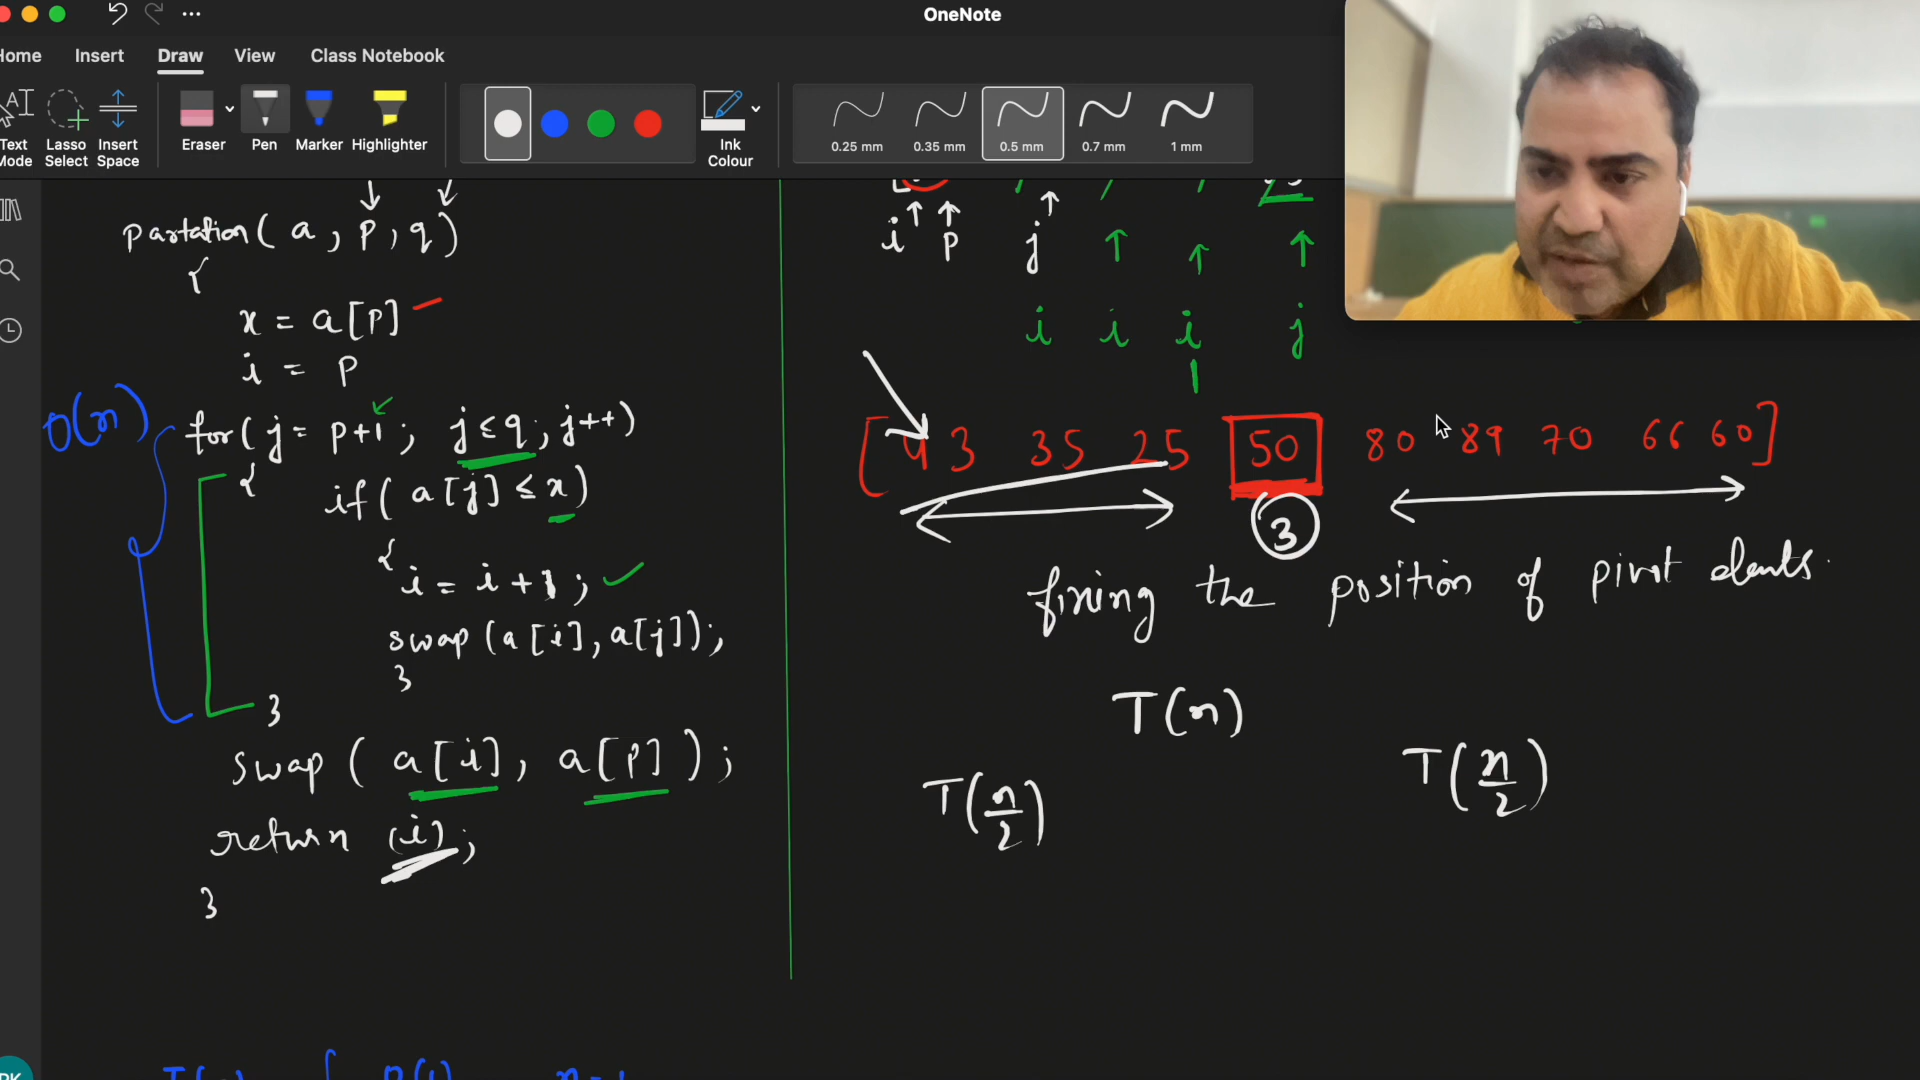 OneNote
Home Insert Draw View Class Notebook
Text Mode
Lasso Select
Insert Space
Eraser
Pen
Marker
Highlighter
Ink Colour
0.25 mm
0.35 mm
0.5 mm
0.7 mm
1 mm
partation( a, p, q)
{
x = a[p]
i = p
O(n)
for( j = p+1; j ≤ q; j++)
{
if( a[j] ≤ x)
{
i = i + 1;
swap (a[i], a[j]);
}
}
swap ( a[i], a[p] );
return (i);
}
i p j
i i i j
[43 35 25 50 80 89 70 66 60]
3
fixing the position of pivot
T(n)
T(n/2) T(n/2)